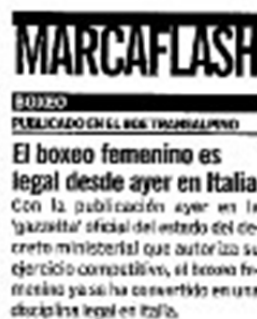 MARCAFLASH
BOXEO
PUBLICADO EN EL BOE TRANSALPINO
El boxeo femenino es
legal desde ayer en Italia
Con la publicación ayer en la
'gazzetta' oficial del estado del de-
creto ministerial que autoriza su
ejercicio competitivo, el boxeo fe-
menino ya se ha convertido en una
disciplina legal en Italia.